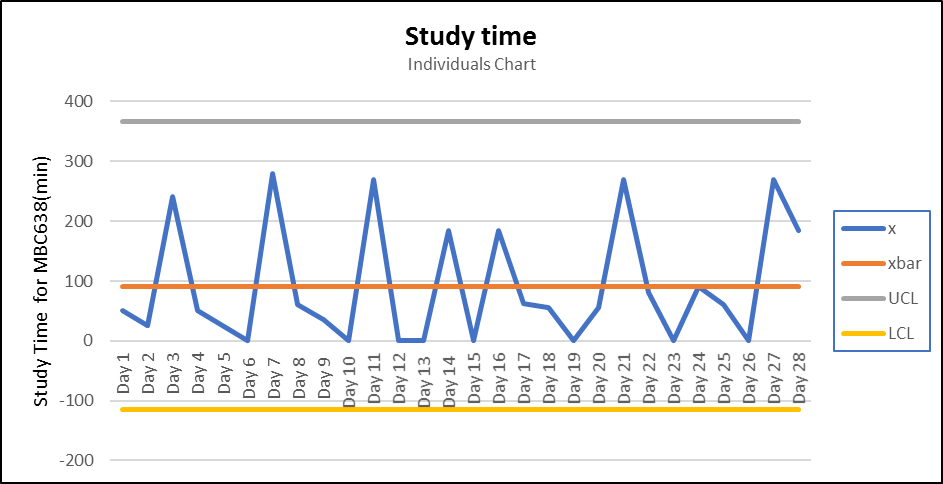 Study time
Individuals Chart
Study Time for MBC638(min)
400
300
200
100
0
-100
-200
Day 1
Day 2
Day 3
Day 4
Day 5
Day 6
Day 7
Day 8
Day 9
Day 10
Day 11
Day 12
Day 13
Day 14
Day 15
Day 16
Day 17
Day 18
Day 19
Day 20
Day 21
Day 22
Day 23
Day 24
Day 25
Day 26
Day 27
Day 28
x
xbar
UCL
LCL